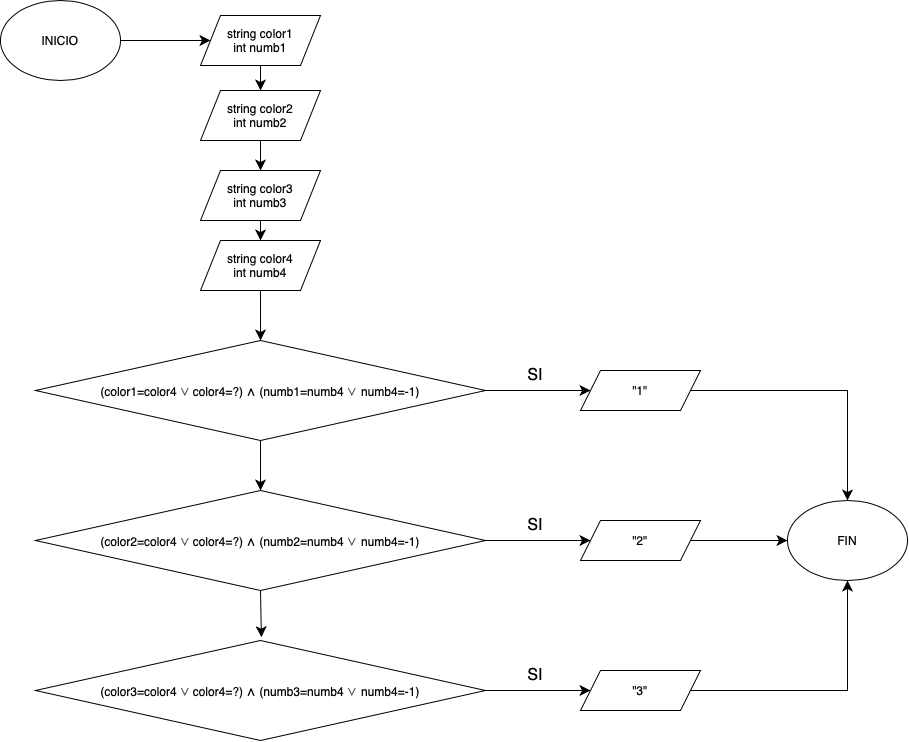 INICIO
string color1
int numb1
string color2
int numb2
string color3
int numb3
string color4
int numb4
(color1=color4 ∨ color4=?) ∧ (numb1=numb4 ∨ numb4=-1)
SI
"1"
(color2=color4 ∨ color4=?) ∧ (numb2=numb4 ∨ numb4=-1)
SI
"2"
FIN
(color3=color4 ∨ color4=?) ∧ (numb3=numb4 ∨ numb4=-1)
SI
"3"